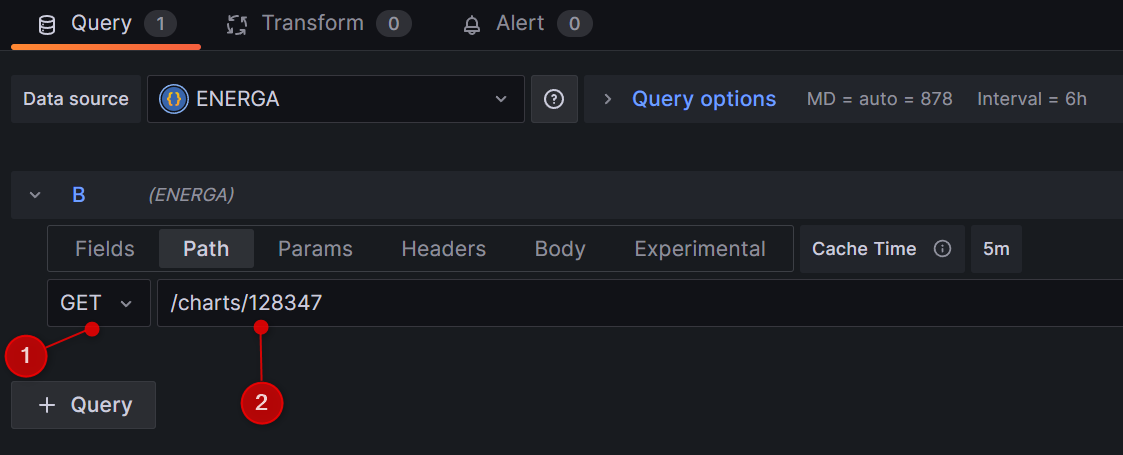 Query 1 Transform 0 Alert 0
Data source {} ENERGA ? Query options MD = auto = 878 Interval = 6h
B (ENERGA)
Fields Path Params Headers Body Experimental Cache Time i 5m
GET /charts/128347
1
2
+ Query